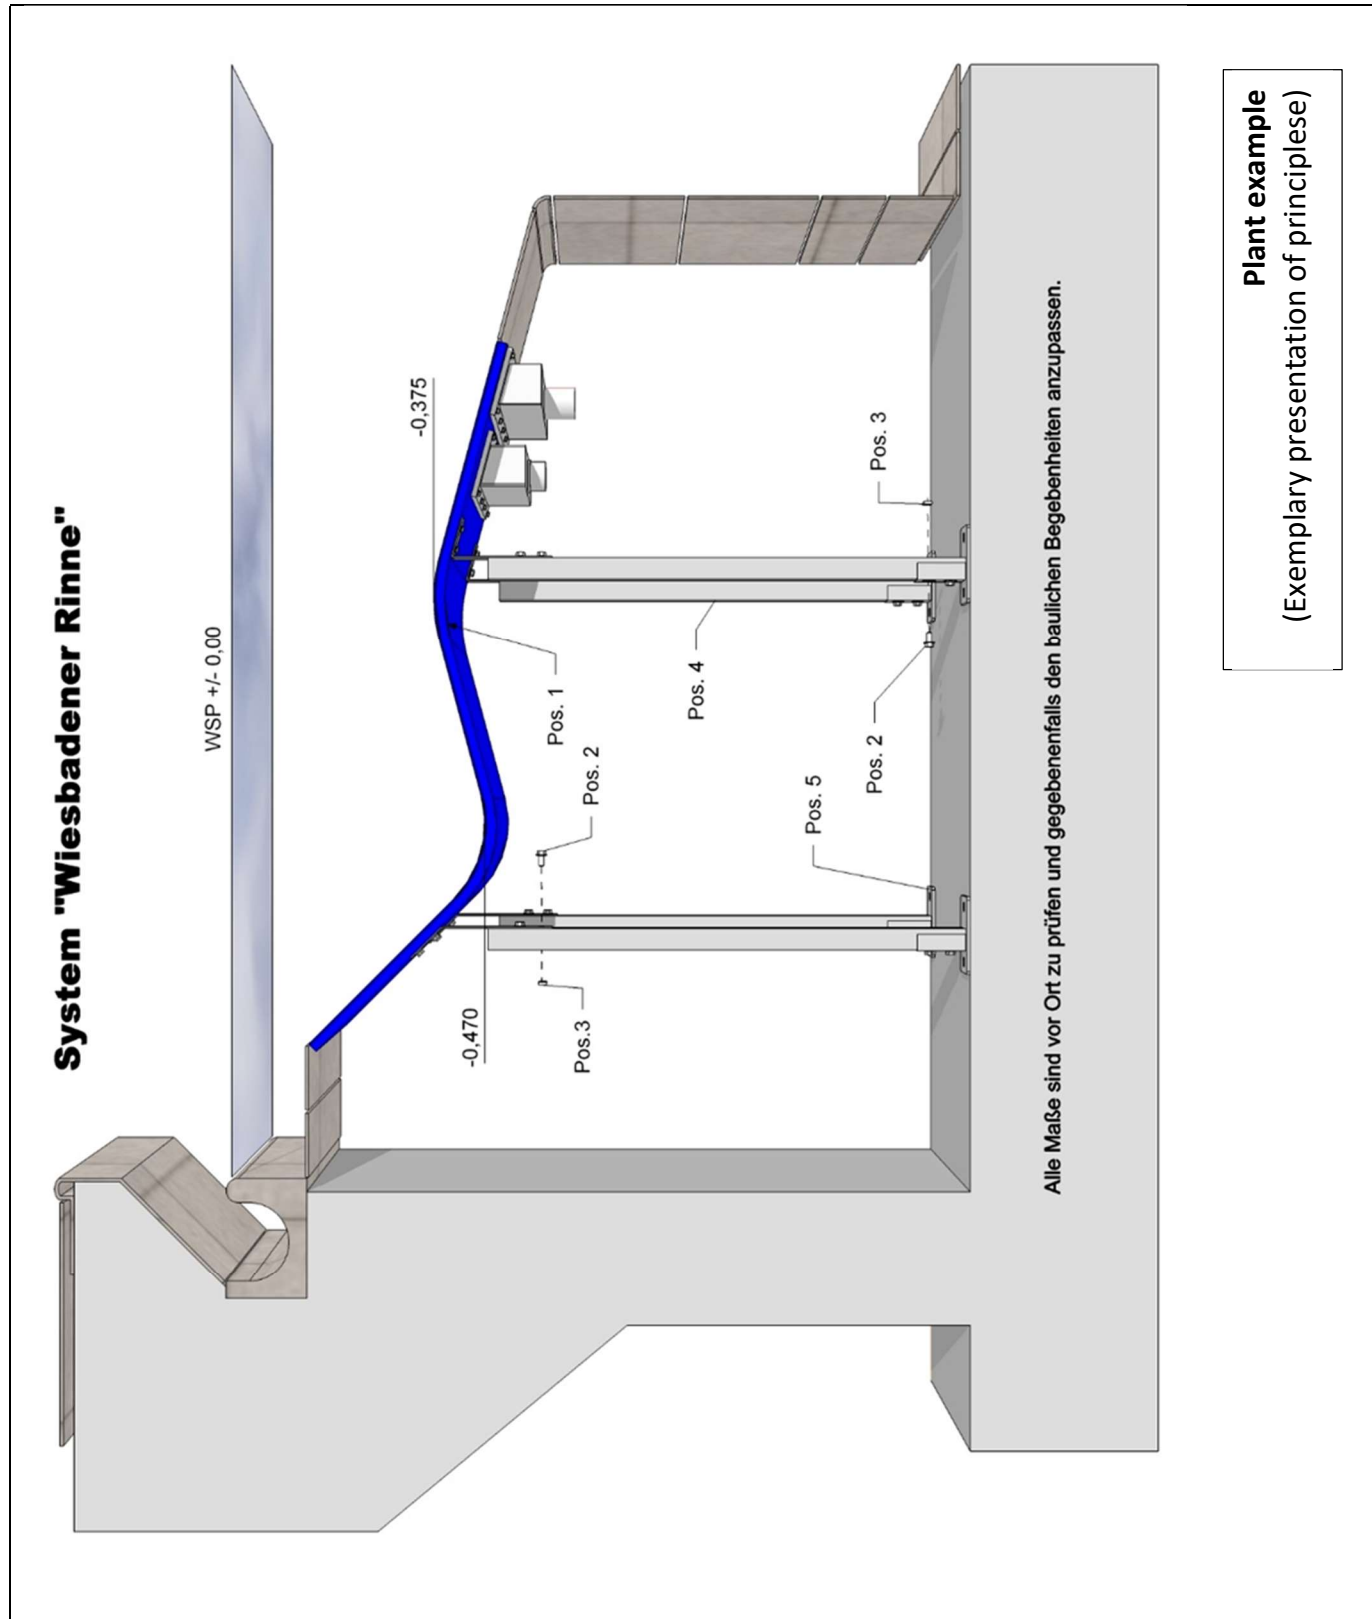 System "Wiesbadener Rinne"
WSP +/- 0,00
-0,375
-0,470
Pos. 1
Pos. 2
Pos.3
Pos. 4
Pos. 5
Pos. 2
Pos. 3
Alle Maße sind vor Ort zu prüfen und gegebenenfalls den baulichen Begebenheiten anzupassen.
Plant example
(Exemplary presentation of principlese)